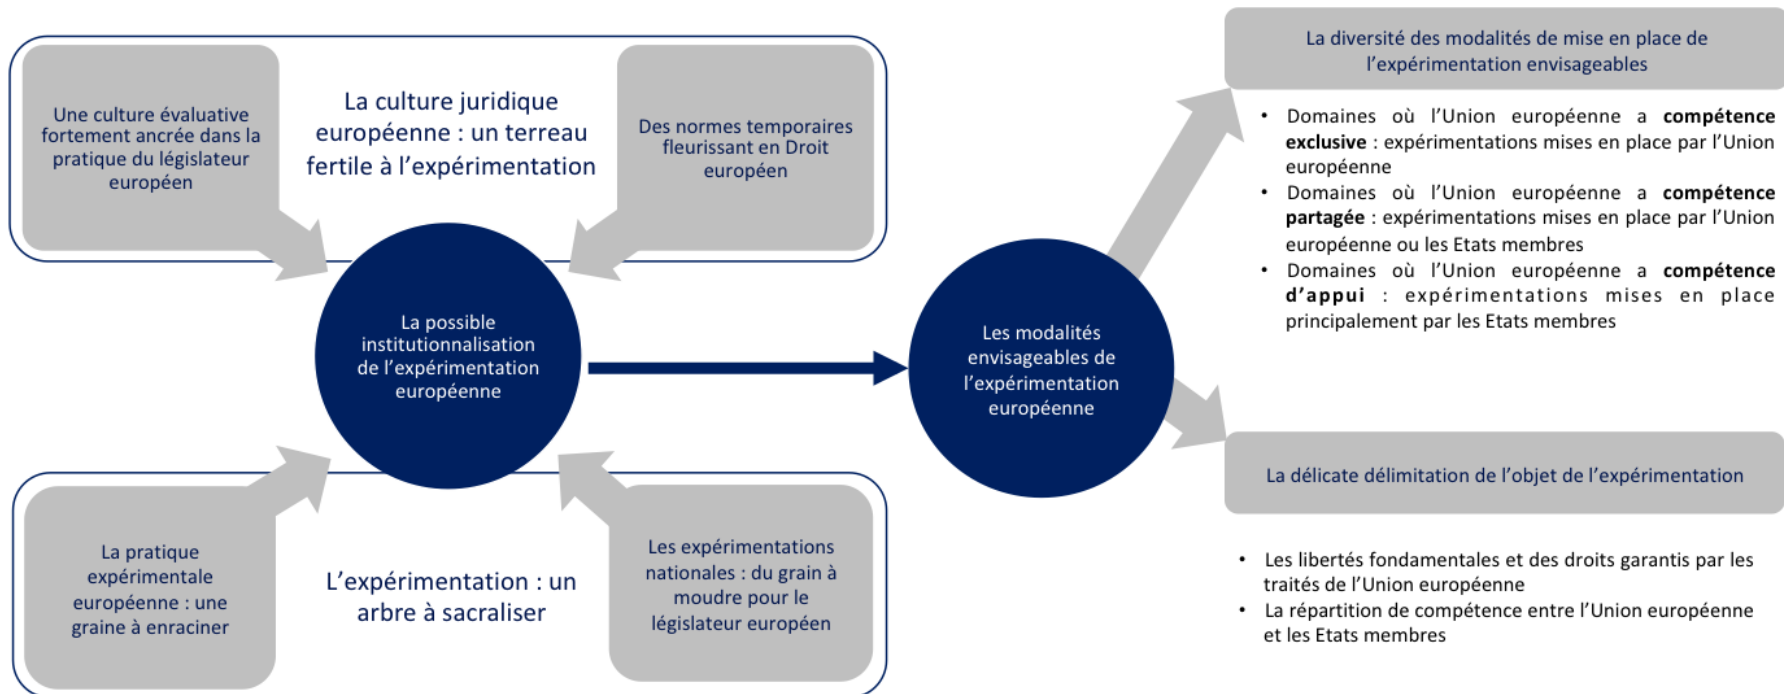 Une culture évaluative
fortement ancrée dans la
pratique du législateur
européen
La culture juridique
européenne : un terreau
fertile à l’expérimentation
Des normes temporaires
fleurissant en Droit
européen
La possible
institutionnalisation
de l’expérimentation
européenne
La pratique
expérimentale
européenne : une
graine à enraciner
L’expérimentation : un
arbre à sacraliser
Les expérimentations
nationales : du grain à
moudre pour le
législateur européen
Les modalités
envisageables de
l’expérimentation
européenne
La diversité des modalités de mise en place de
l’expérimentation envisageables
• Domaines où l’Union européenne a compétence
exclusive : expérimentations mises en place par l’Union
européenne
• Domaines où l’Union européenne a compétence
partagée : expérimentations mises en place par l’Union
européenne ou les Etats membres
• Domaines où l’Union européenne a compétence
d’appui : expérimentations mises en place
principalement par les Etats membres
La délicate délimitation de l’objet de l’expérimentation
• Les libertés fondamentales et des droits garantis par les
traités de l’Union européenne
• La répartition de compétence entre l’Union européenne
et les Etats membres